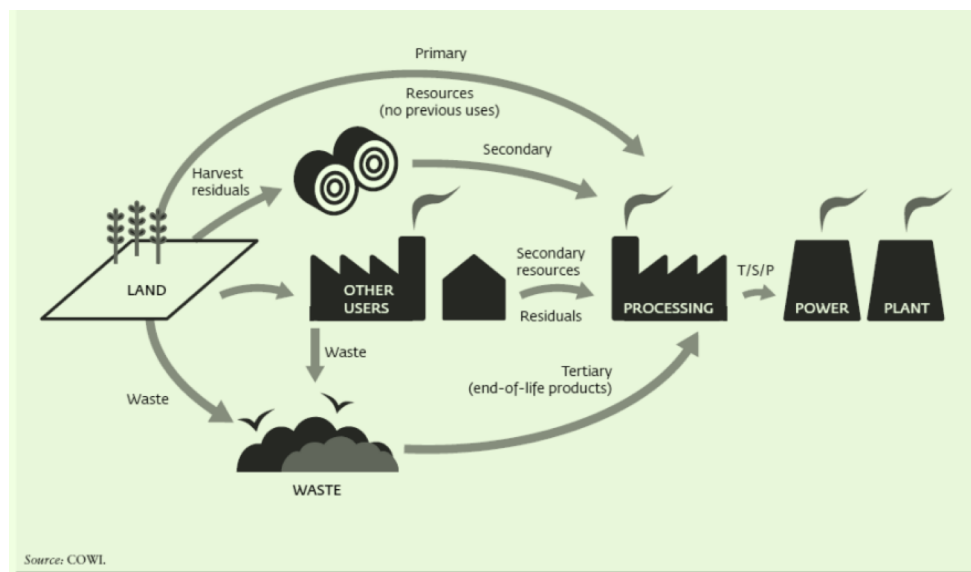 Primary
Resources
(no previous uses)
Secondary
Harvest
residuals
LAND
OTHER
USERS
Secondary
resources
Residuals
PROCESSING
T/S/P
POWER
PLANT
Waste
Waste
Tertiary
(end-of-life products)
WASTE
Source: COWI.